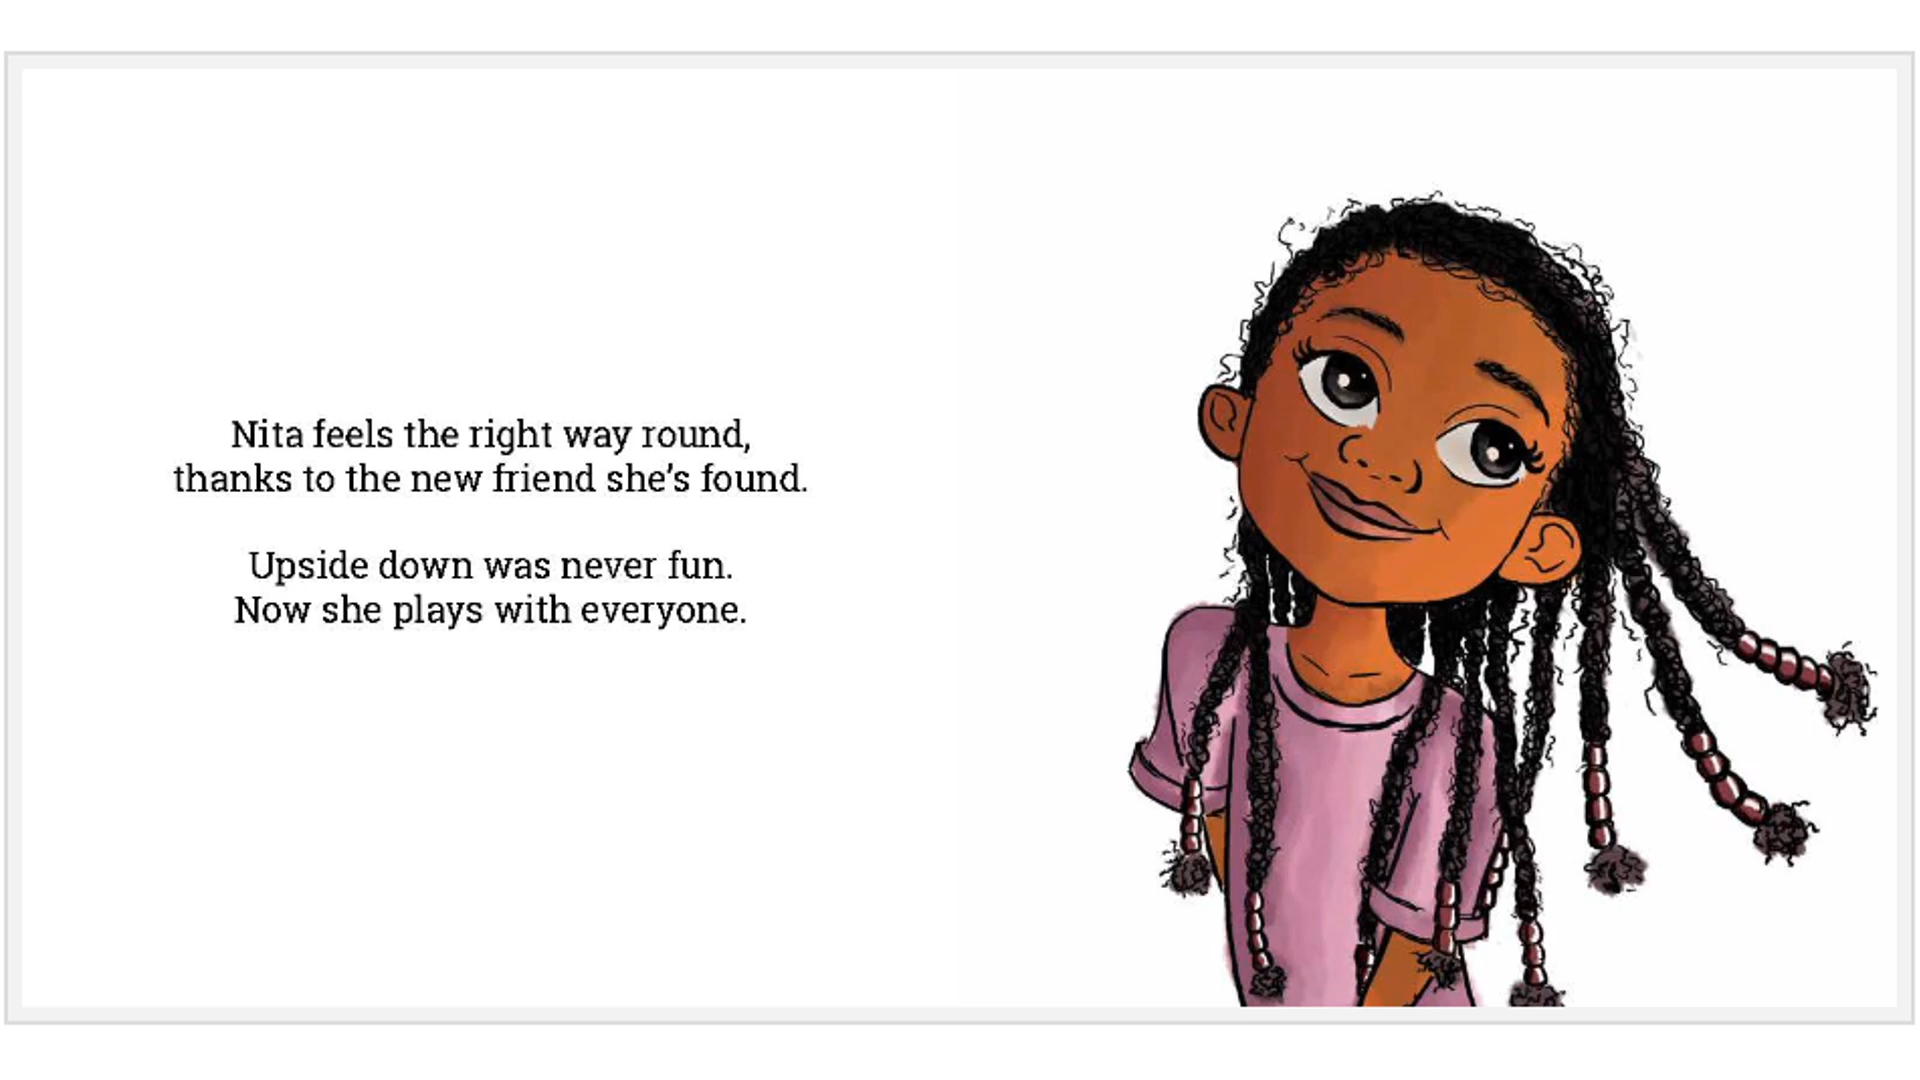 Nita feels the right way round,
thanks to the new friend she’s found.
Upside down was never fun.
Now she plays with everyone.